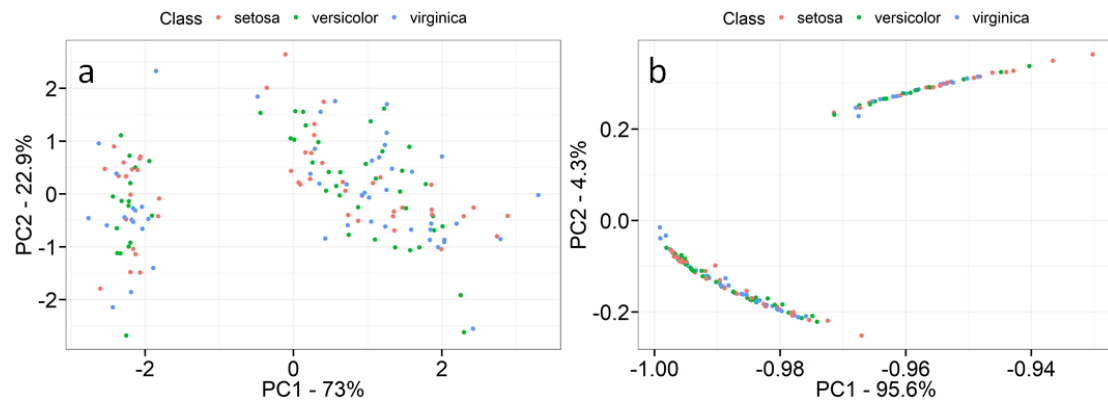 Class setosa versicolor virginica
a
2
1
0
-1
-2
PC2 - 22.9%
-2 0 2
PC1 - 73%
Class setosa versicolor virginica
b
0.2
0.0
-0.2
PC2 - 4.3%
-1.00 -0.98 -0.96 -0.94
PC1 - 95.6%